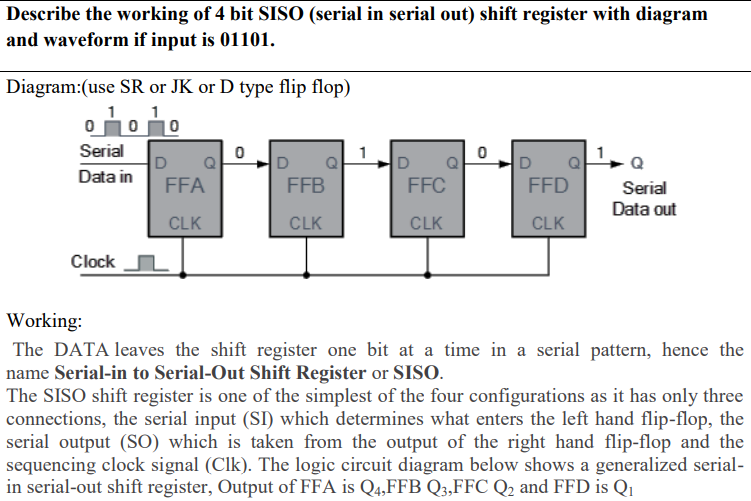 Describe the working of 4 bit SISO (serial in serial out) shift register with diagram
and waveform if input is 01101.
Diagram:(use SR or JK or D type flip flop)
1 1
0 0 0
Serial
Data in
D Q 0 D Q 1 D Q 0 D Q 1 Q
FFA FFB FFC FFD Serial
Data out
CLK CLK CLK CLK
Clock
Working:
The DATA leaves the shift register one bit at a time in a serial pattern, hence the
name Serial-in to Serial-Out Shift Register or SISO.
The SISO shift register is one of the simplest of the four configurations as it has only three
connections, the serial input (SI) which determines what enters the left hand flip-flop, the
serial output (SO) which is taken from the output of the right hand flip-flop and the
sequencing clock signal (Clk). The logic circuit diagram below shows a generalized serial-
in serial-out shift register, Output of FFA is Q₄,FFB Q₃,FFC Q₂ and FFD is Q₁